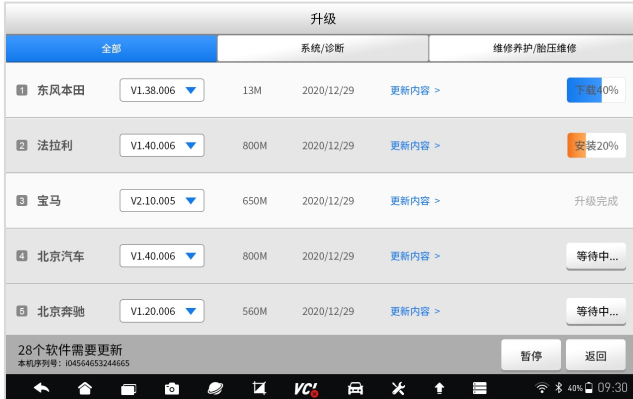 升级
全部 系统/诊断 维修养护/胎压维修
1 东风本田 V1.38.006 13M 2020/12/29 更新内容 > 下载40%
2 法拉利 V1.40.006 800M 2020/12/29 更新内容 > 安装20%
3 宝马 V2.10.005 650M 2020/12/29 更新内容 > 升级完成
4 北京汽车 V1.40.006 800M 2020/12/29 更新内容 > 等待中...
5 北京奔驰 V1.20.006 560M 2020/12/29 更新内容 > 等待中...
28个软件需要更新 暂停 返回
本机序列号：i04564653244665
VC! 40% 09:30